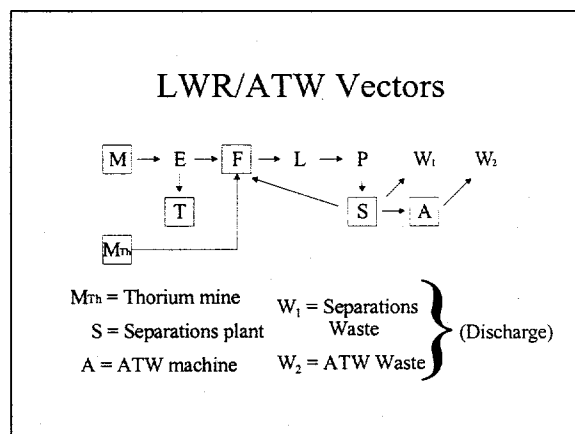 LWR/ATW Vectors
M E F L P W₁ W₂
T S A
MTh
MTh = Thorium mine
S = Separations plant
A = ATW machine
W₁ = Separations
Waste
W₂ = ATW Waste
(Discharge)